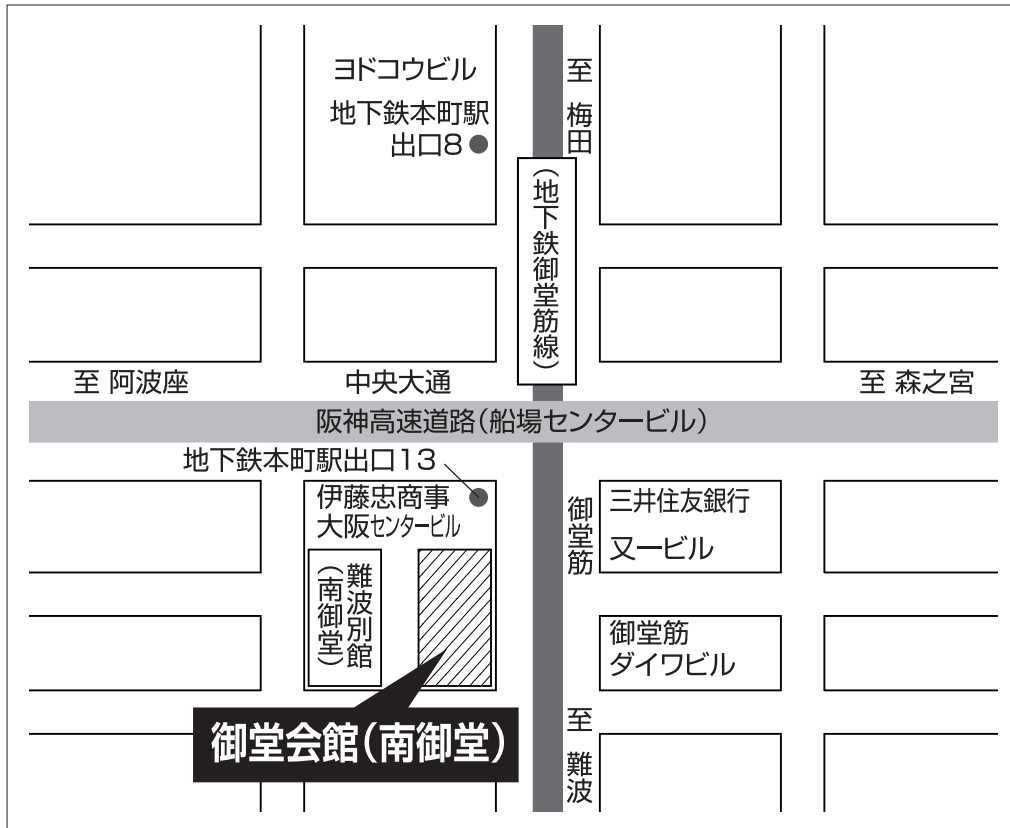 ヨドコウビル
地下鉄本町駅
出口8
至 梅田
(地下鉄御堂筋線)
至 阿波座
中央大通
至 森之宮
阪神高速道路(船場センタービル)
地下鉄本町駅出口13
伊藤忠商事
大阪センタービル
御堂筋
三井住友銀行
又一ビル
難波別館
(南御堂)
御堂筋
ダイワビル
御堂会館(南御堂)
至 難波